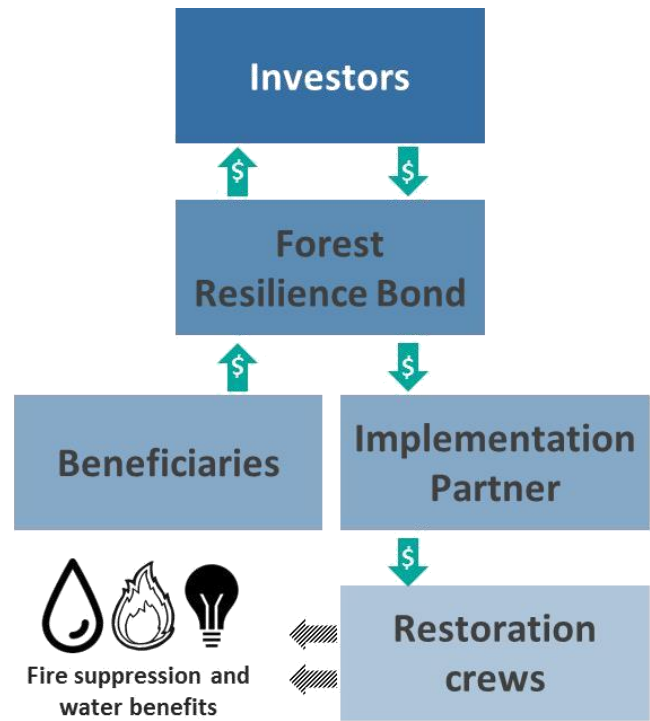 Investors
$ $
Forest
Resilience Bond
$ $
Beneficiaries
Implementation
Partner
$
Restoration
crews
Fire suppression and
water benefits